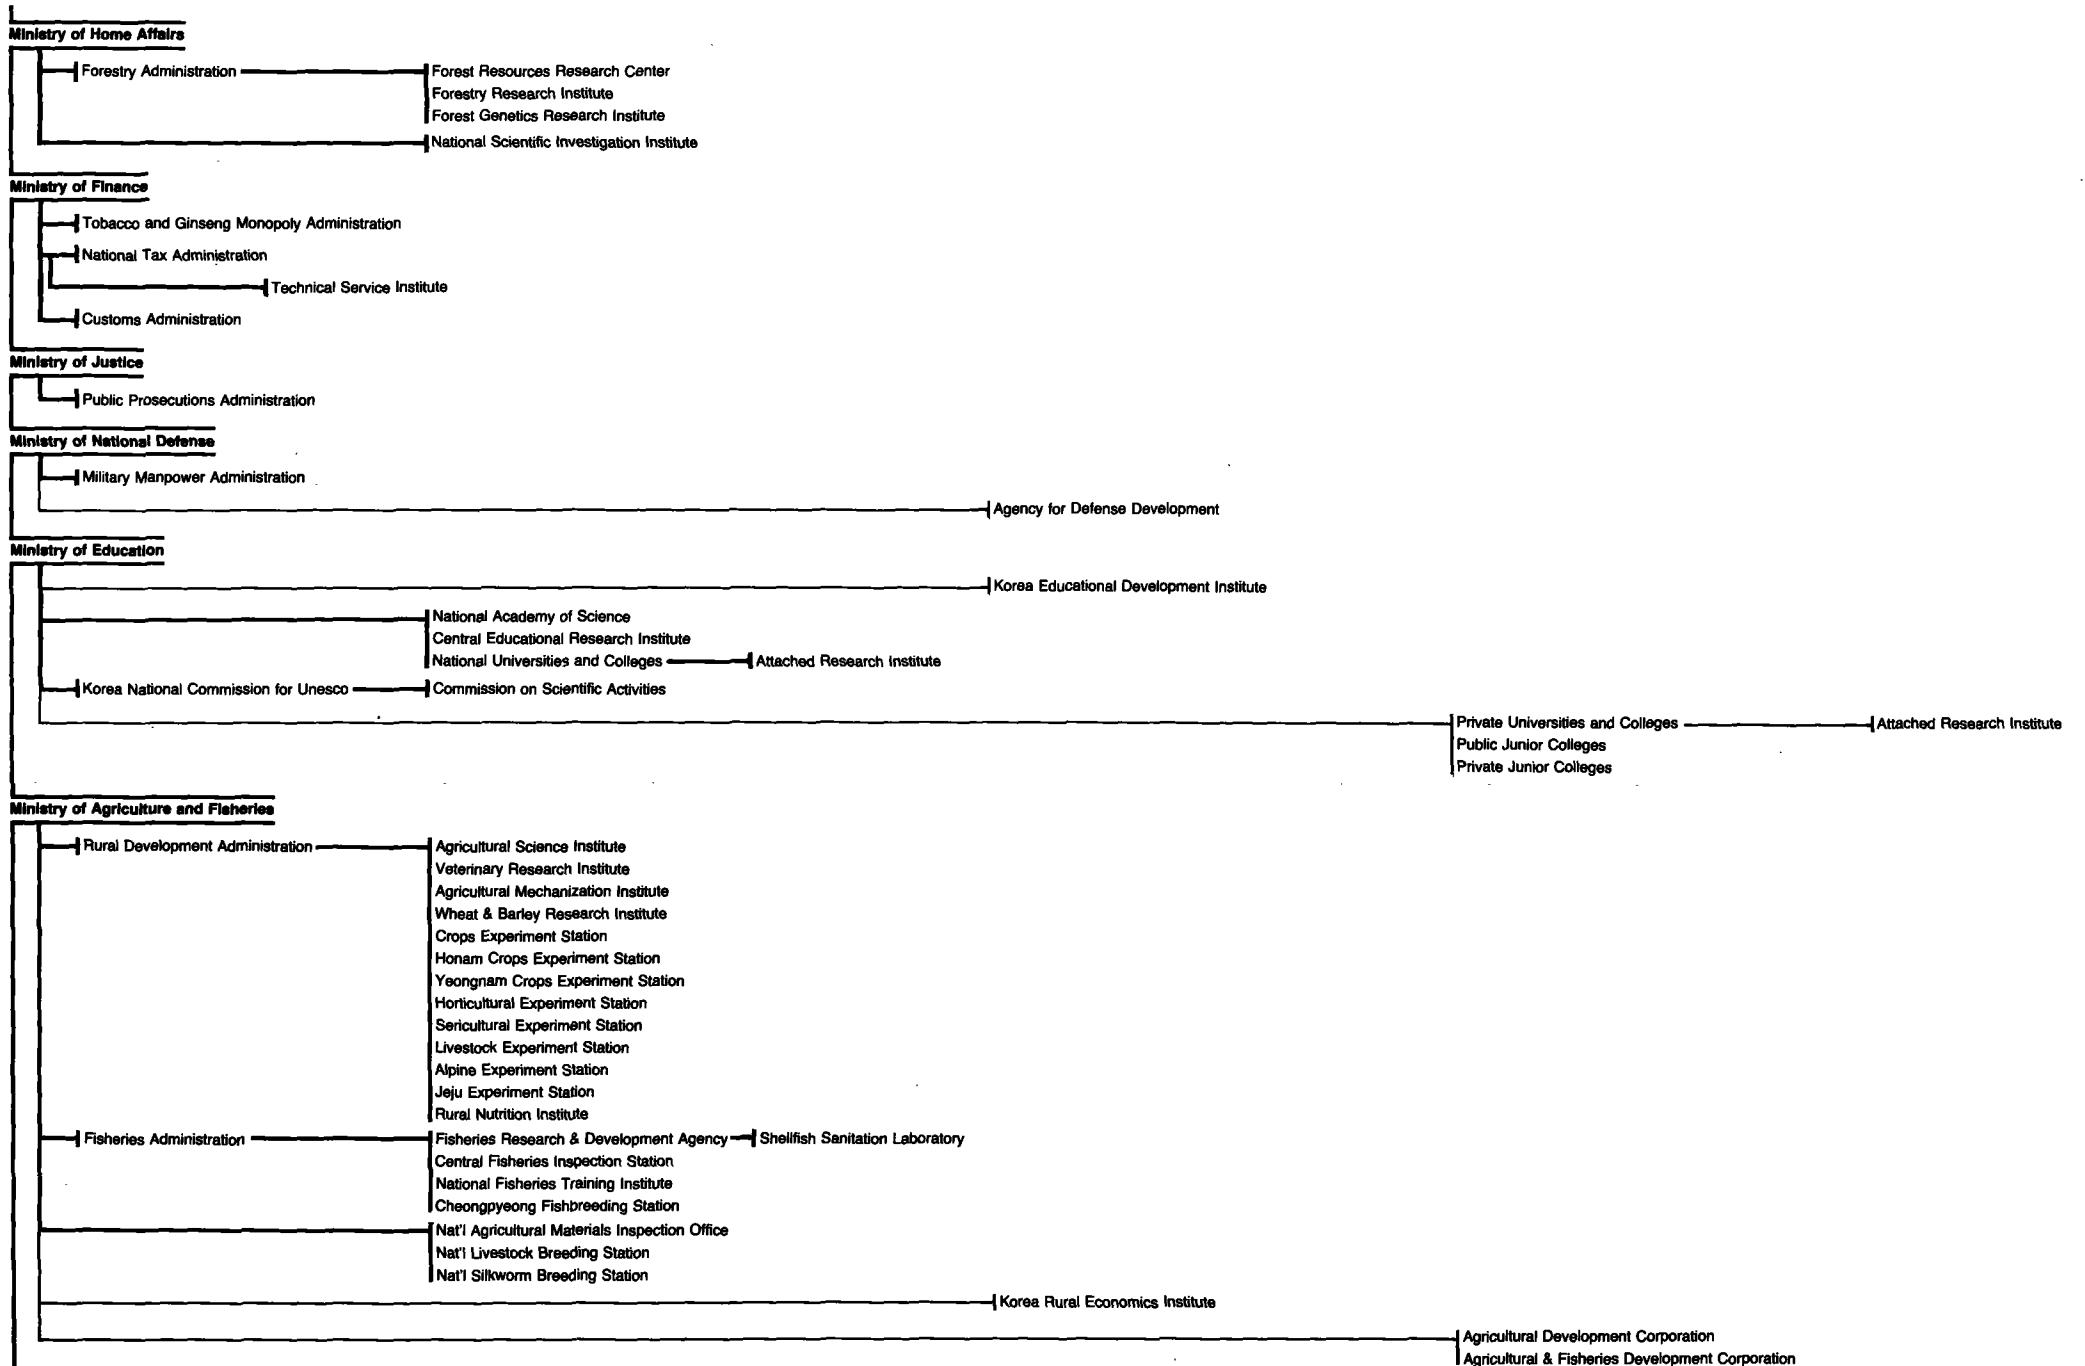 Ministry of Home Affairs
Forestry Administration Forest Resources Research Center
Forestry Research Institute
Forest Genetics Research Institute
National Scientific Investigation Institute
Ministry of Finance
Tobacco and Ginseng Monopoly Administration
National Tax Administration
Technical Service Institute
Customs Administration
Ministry of Justice
Public Prosecutions Administration
Ministry of National Defense
Military Manpower Administration
Agency for Defense Development
Ministry of Education
Korea Educational Development Institute
National Academy of Science
Central Educational Research Institute
National Universities and Colleges Attached Research Institute
Korea National Commission for Unesco Commission on Scientific Activities
Private Universities and Colleges Attached Research Institute
Public Junior Colleges
Private Junior Colleges
Ministry of Agriculture and Fisheries
Rural Development Administration Agricultural Science Institute
Veterinary Research Institute
Agricultural Mechanization Institute
Wheat & Barley Research Institute
Crops Experiment Station
Honam Crops Experiment Station
Yeongnam Crops Experiment Station
Horticultural Experiment Station
Sericultural Experiment Station
Livestock Experiment Station
Alpine Experiment Station
Jeju Experiment Station
Rural Nutrition Institute
Fisheries Administration Fisheries Research & Development Agency Shellfish Sanitation Laboratory
Central Fisheries Inspection Station
National Fisheries Training Institute
Cheongpyeong Fishbreeding Station
Nat'l Agricultural Materials Inspection Office
Nat'l Livestock Breeding Station
Nat'l Silkworm Breeding Station
Korea Rural Economics Institute
Agricultural Development Corporation
Agricultural & Fisheries Development Corporation